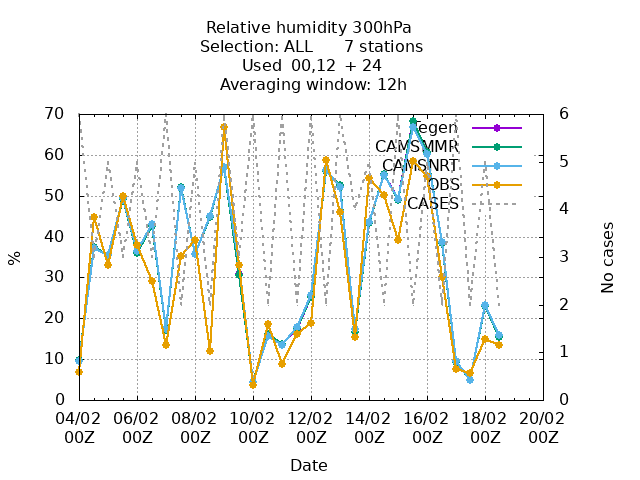 Relative humidity 300hPa
Selection: ALL 7 stations
Used 00,12 + 24
Averaging window: 12h
70 6
60 5
50 4
40 3
30 2
20 1
10 0
0
%
No cases
Tegen
CAMSMMR
CAMSNRT
OBS
CASES
04/02 06/02 08/02 10/02 12/02 14/02 16/02 18/02 20/02
00Z 00Z 00Z 00Z 00Z 00Z 00Z 00Z 00Z
Date